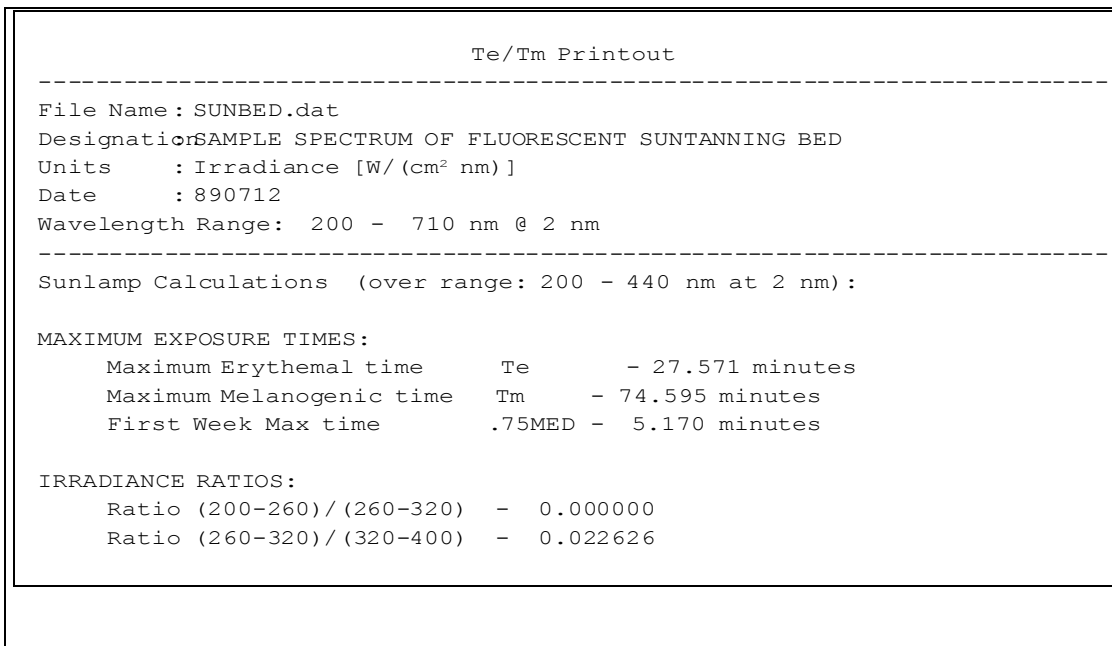 Te/Tm Printout
--------------------------------------------------------------------------
File Name : SUNBED.dat
Designation: SAMPLE SPECTRUM OF FLUORESCENT SUNTANNING BED
Units : Irradiance [W/(cm² nm)]
Date : 890712
Wavelength Range: 200 - 710 nm @ 2 nm
--------------------------------------------------------------------------
Sunlamp Calculations (over range: 200 - 440 nm at 2 nm):
MAXIMUM EXPOSURE TIMES:
Maximum Erythemal time Te - 27.571 minutes
Maximum Melanogenic time Tm - 74.595 minutes
First Week Max time .75MED - 5.170 minutes
IRRADIANCE RATIOS:
Ratio (200-260)/(260-320) - 0.000000
Ratio (260-320)/(320-400) - 0.022626